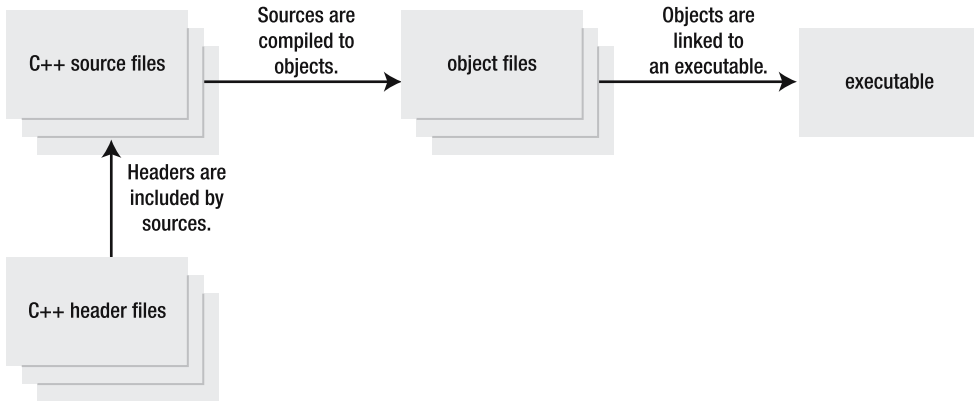 C++ source files
Sources are
compiled to
objects.
object files
Objects are
linked to
an executable.
executable
Headers are
included by
sources.
C++ header files